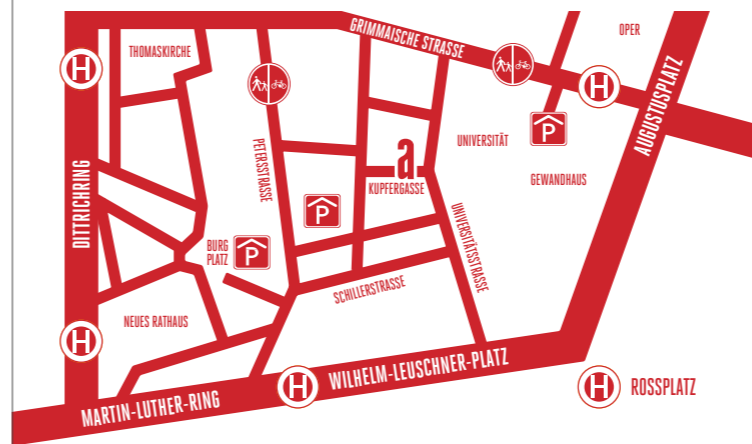 GRIMMAISCHE STRASSE
OPER
THOMASKIRCHE
H
H
AUGUSTUSPLATZ
P
PETERSSTRASSE
UNIVERSITÄT
a
KUPFERGASSE
GEWANDHAUS
DITTRICHRING
P
UNIVERSITÄTSSTRASSE
BURG
PLATZ
P
SCHILLERSTRASSE
NEUES RATHAUS
H
WILHELM-LEUSCHNER-PLATZ
H
H
ROSSPLATZ
MARTIN-LUTHER-RING